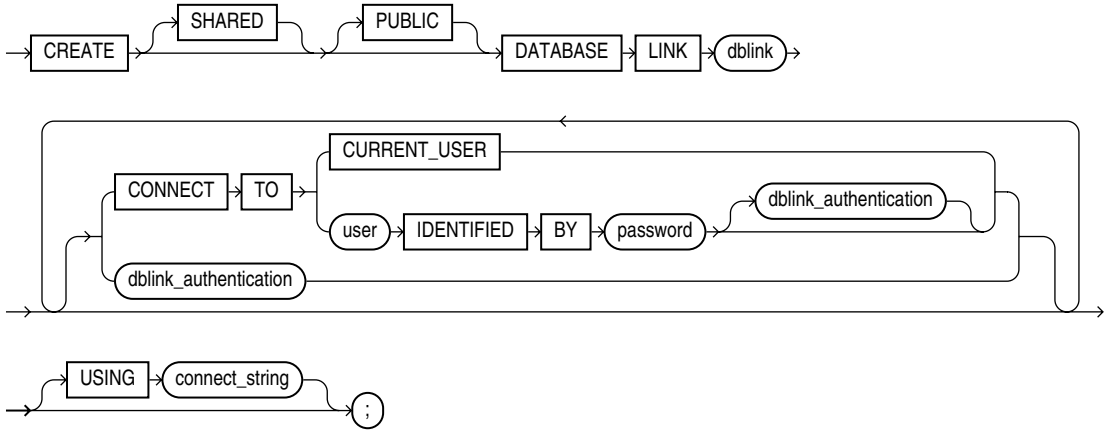 SHARED PUBLIC
CREATE DATABASE LINK dblink
CURRENT_USER
CONNECT TO dblink_authentication
user IDENTIFIED BY password
dblink_authentication
USING connect_string
;